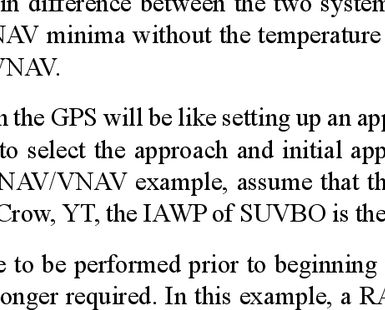 in difference between the two system
NAV minima without the temperature
VNAV.
the GPS will be like setting up an app
to select the approach and initial app
NAV/VNAV example, assume that th
Crow, YT, the IAWP of SUVBO is the
e to be performed prior to beginning
onger required. In this example, a RA